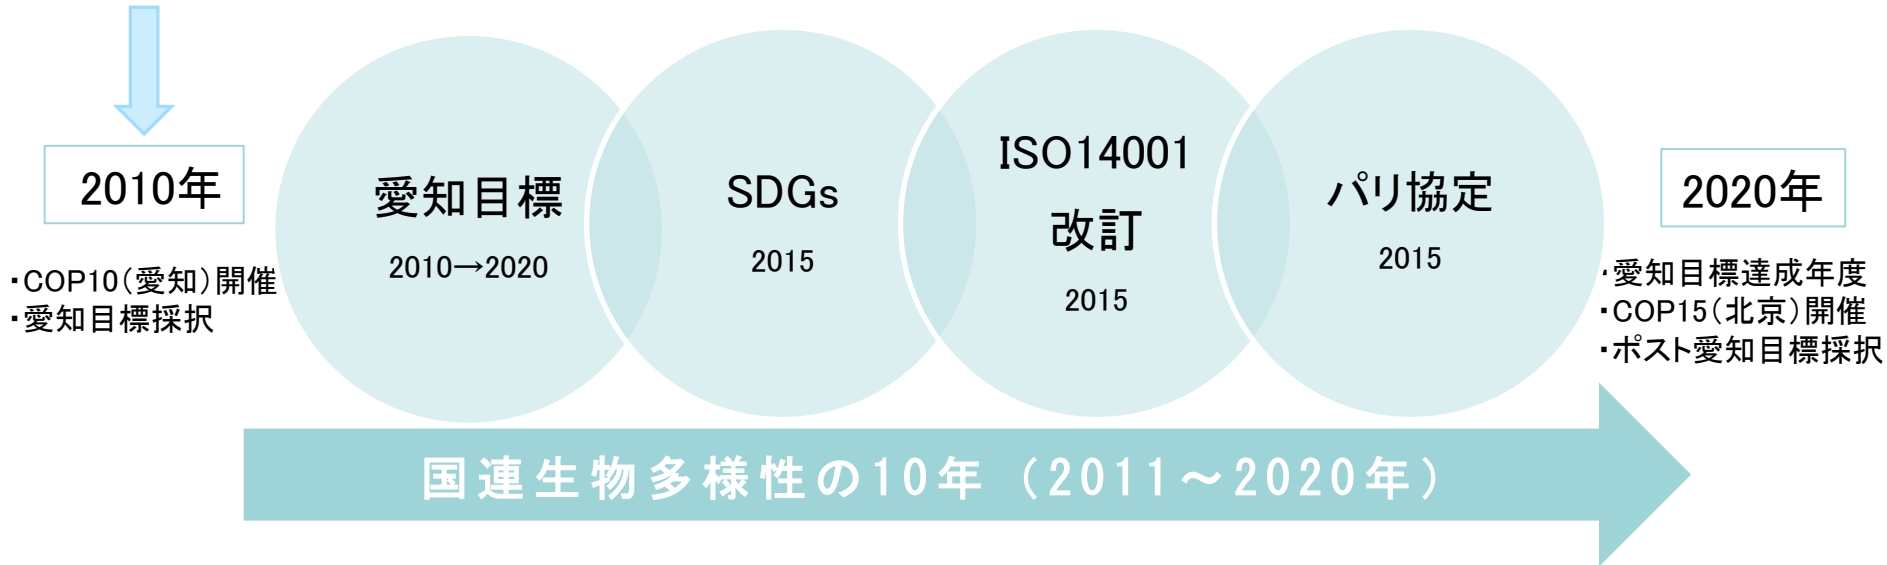 2010年
・COP10(愛知)開催
・愛知目標採択
愛知目標
2010→2020
SDGs
2015
ISO14001
改訂
2015
パリ協定
2015
2020年
・愛知目標達成年度
・COP15(北京)開催
・ポスト愛知目標採択
国連生物多様性の10年 (2011~2020年)